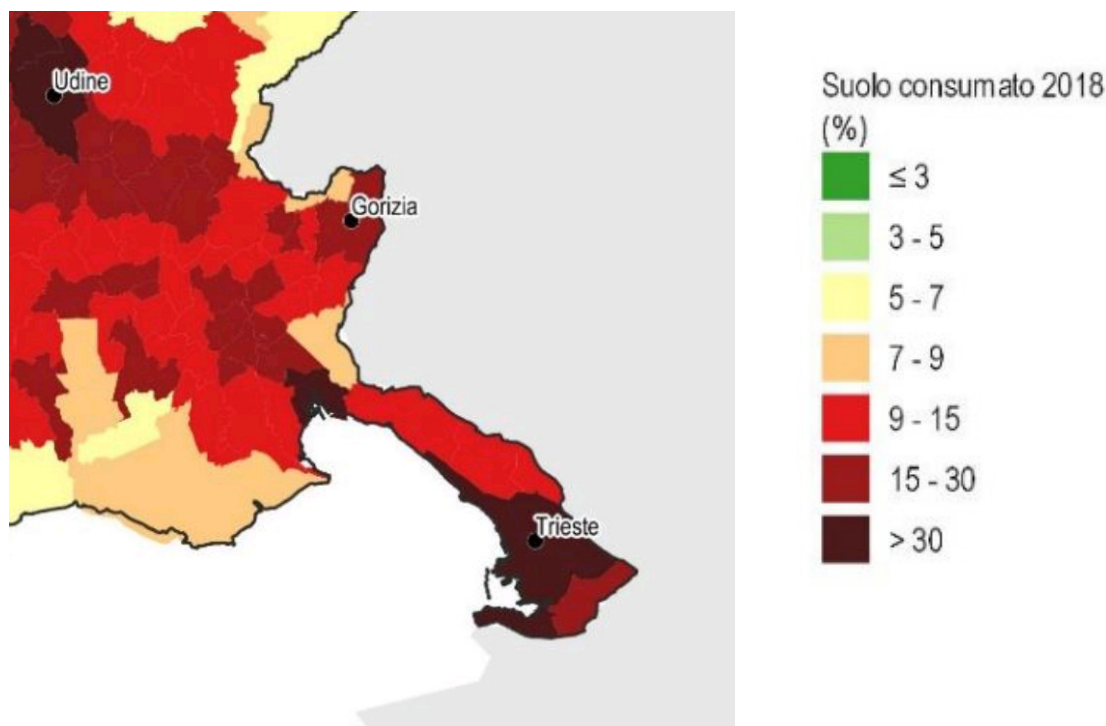 Udine
Gorizia
Trieste
Suolo consumato 2018
(%)
≤ 3
3 - 5
5 - 7
7 - 9
9 - 15
15 - 30
> 30